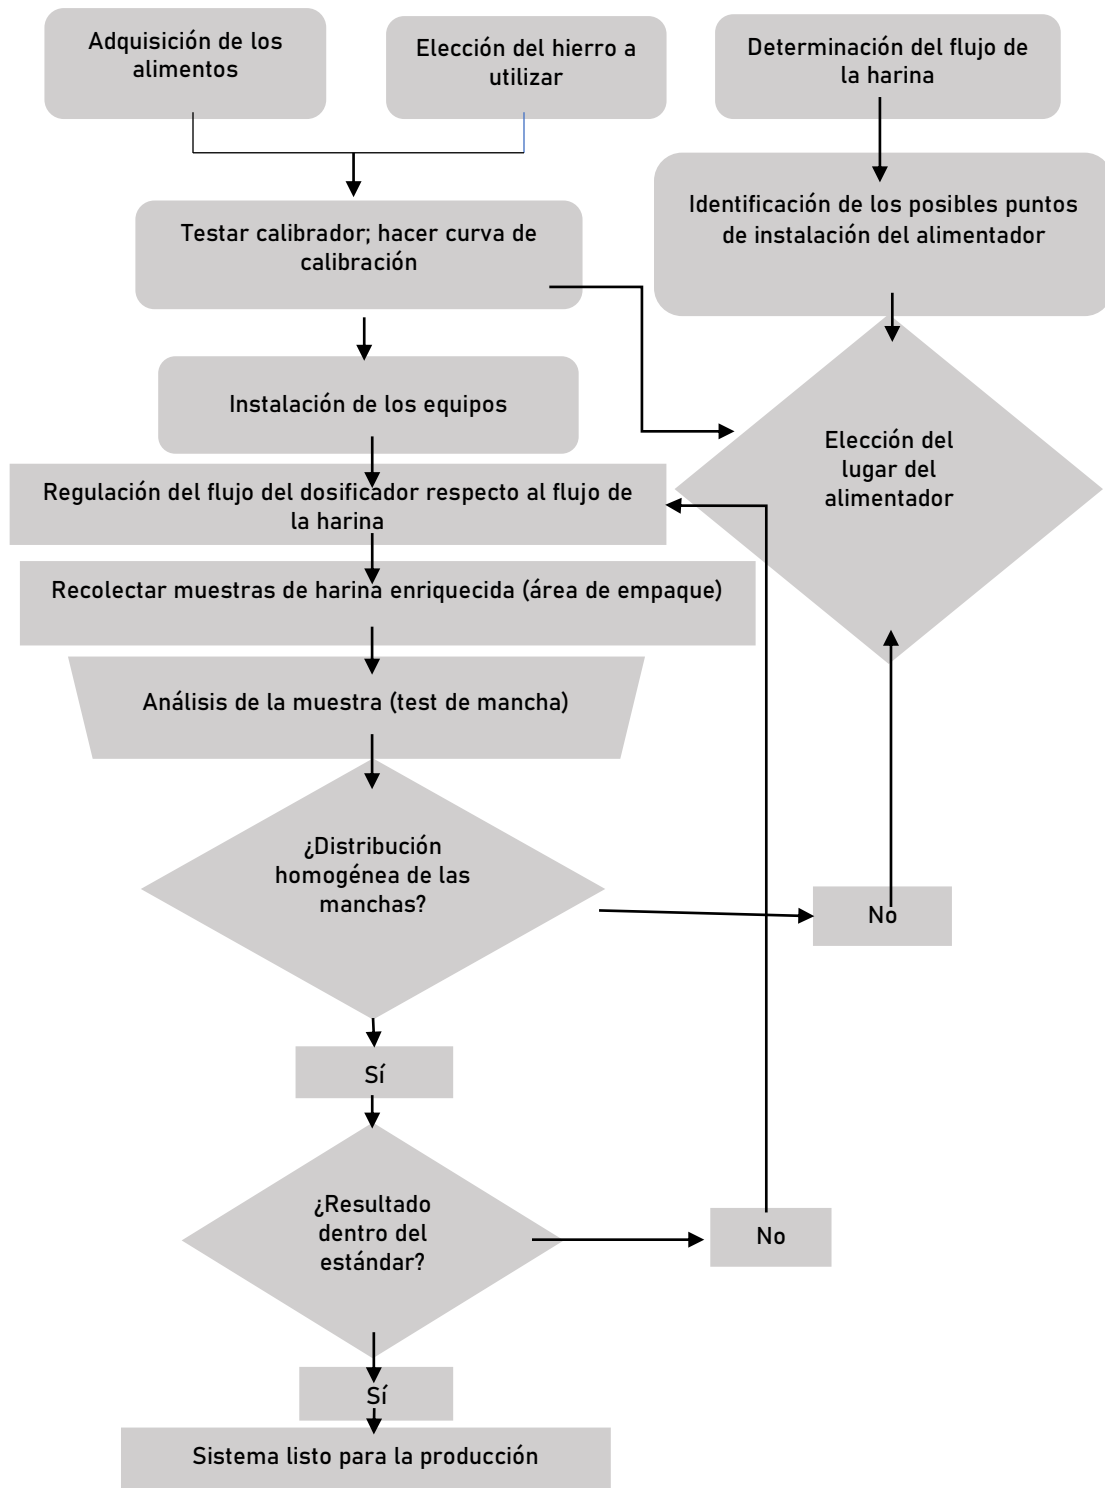 Adquisición de los
alimentos
Elección del hierro a
utilizar
Determinación del flujo de
la harina
Identificación de los posibles puntos
de instalación del alimentador
Testar calibrador; hacer curva de
calibración
Instalación de los equipos
Elección del
lugar del
alimentador
Regulación del flujo del dosificador respecto al flujo de
la harina
Recolectar muestras de harina enriquecida (área de empaque)
Análisis de la muestra (test de mancha)
¿Distribución
homogénea de las
manchas?
No
Sí
¿Resultado
dentro del
estándar?
No
Sí
Sistema listo para la producción